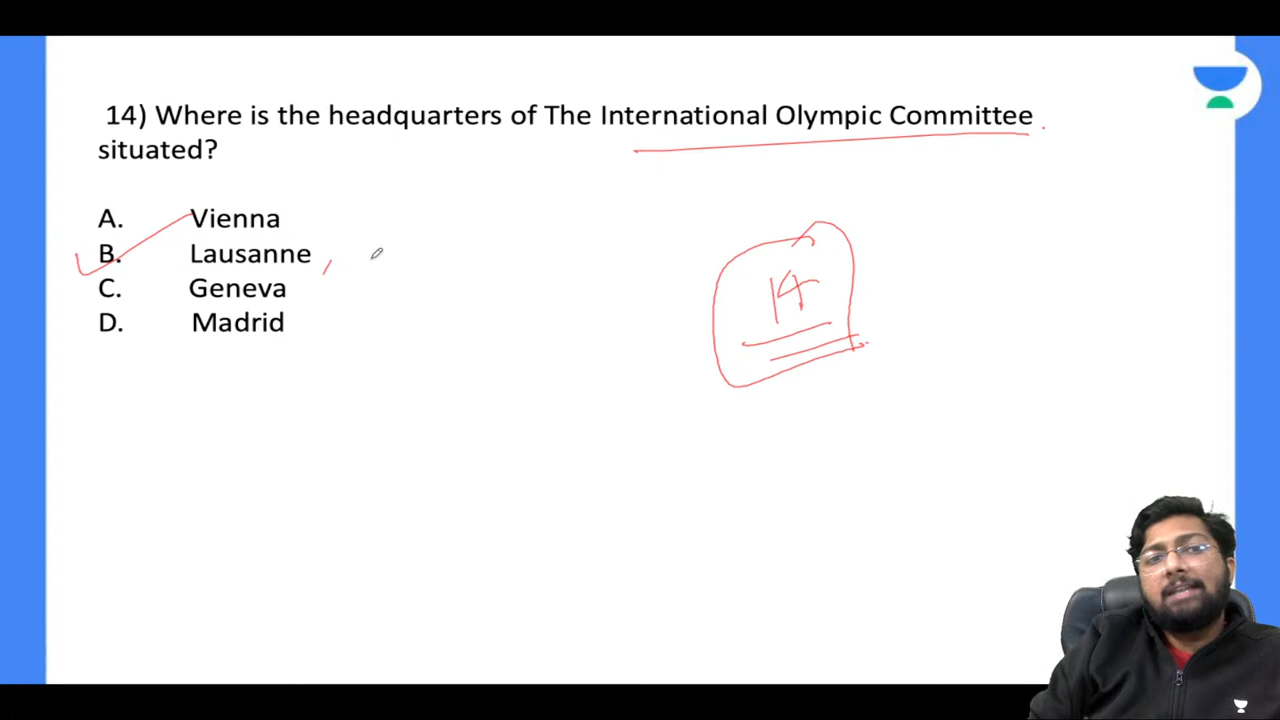 14) Where is the headquarters of The International Olympic Committee
situated?
A. Vienna
B. Lausanne
C. Geneva
D. Madrid
14